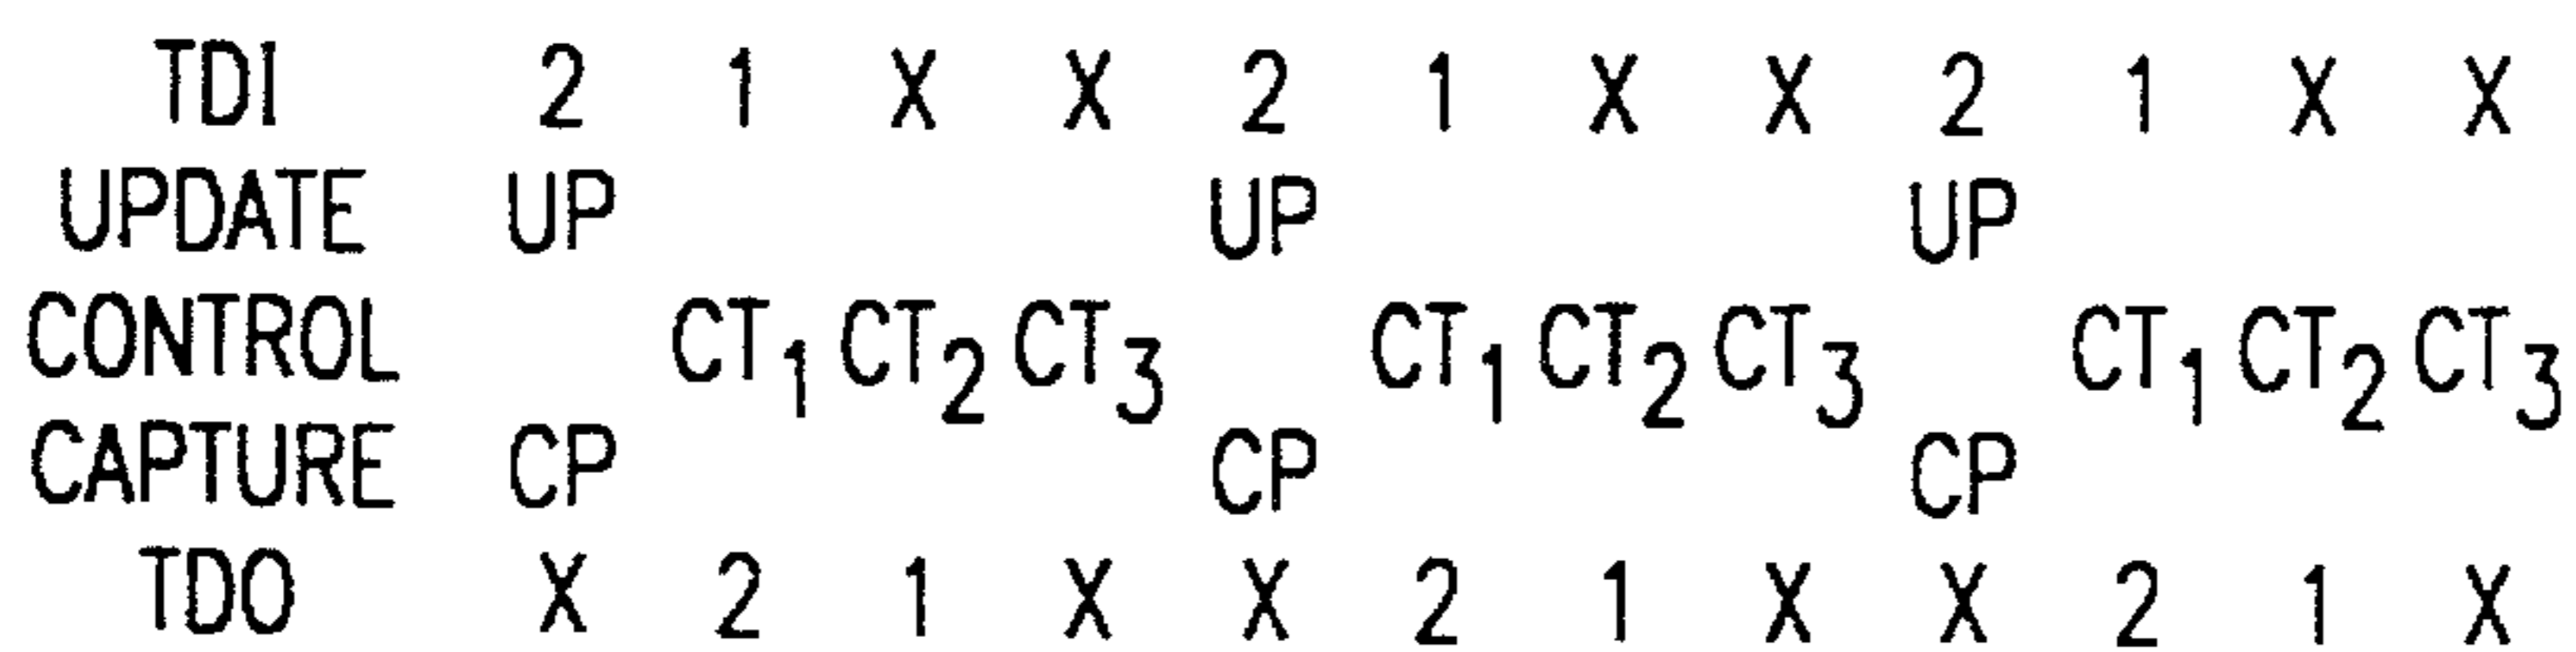 TDI 2 1 X X 2 1 X X 2 1 X X
UPDATE UP UP UP
CONTROL CT1 CT2 CT3 CT1 CT2 CT3 CT1 CT2 CT3
CAPTURE CP CP CP
TDO X 2 1 X X 2 1 X X 2 1 X